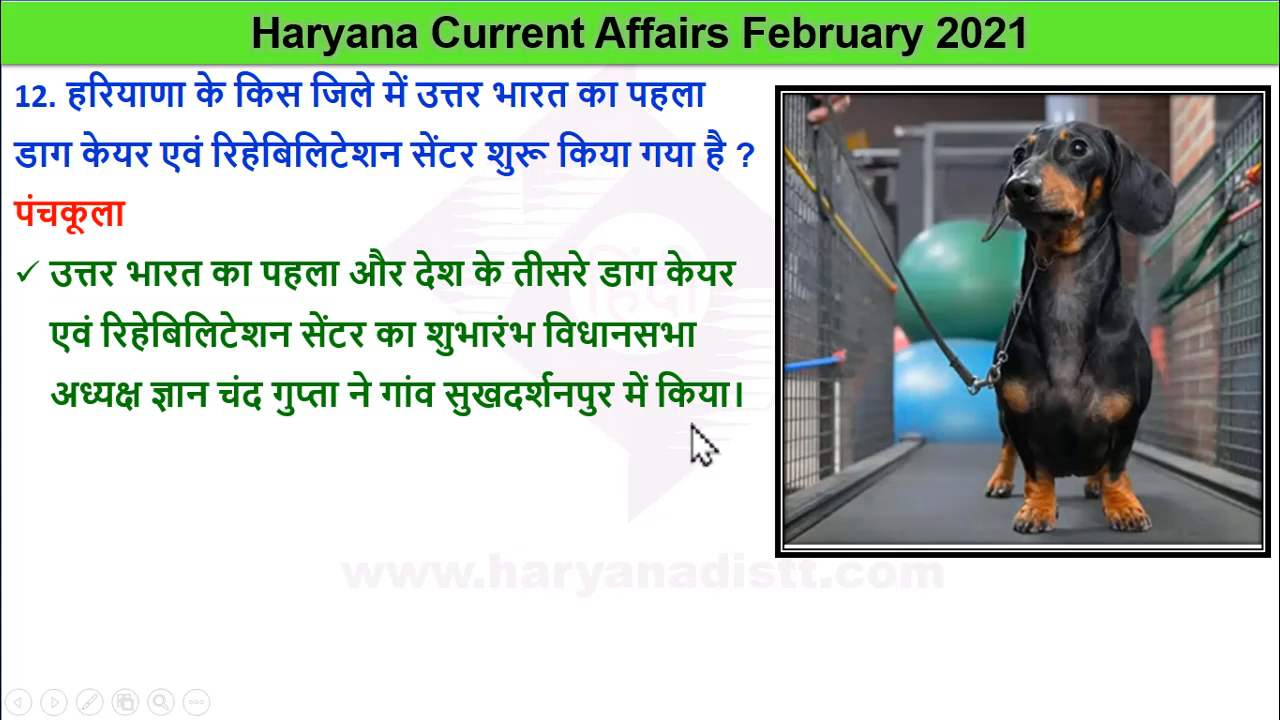 Haryana Current Affairs February 2021
12. हरियाणा के किस जिले में उत्तर भारत का पहला
डाग केयर एवं रिहेबिलिटेशन सेंटर शुरू किया गया है ?
पंचकूला
✓ उत्तर भारत का पहला और देश के तीसरे डाग केयर
एवं रिहेबिलिटेशन सेंटर का शुभारंभ विधानसभा
अध्यक्ष ज्ञान चंद गुप्ता ने गांव सुखदर्शनपुर में किया।
हिंदी
www.haryanadistt.com